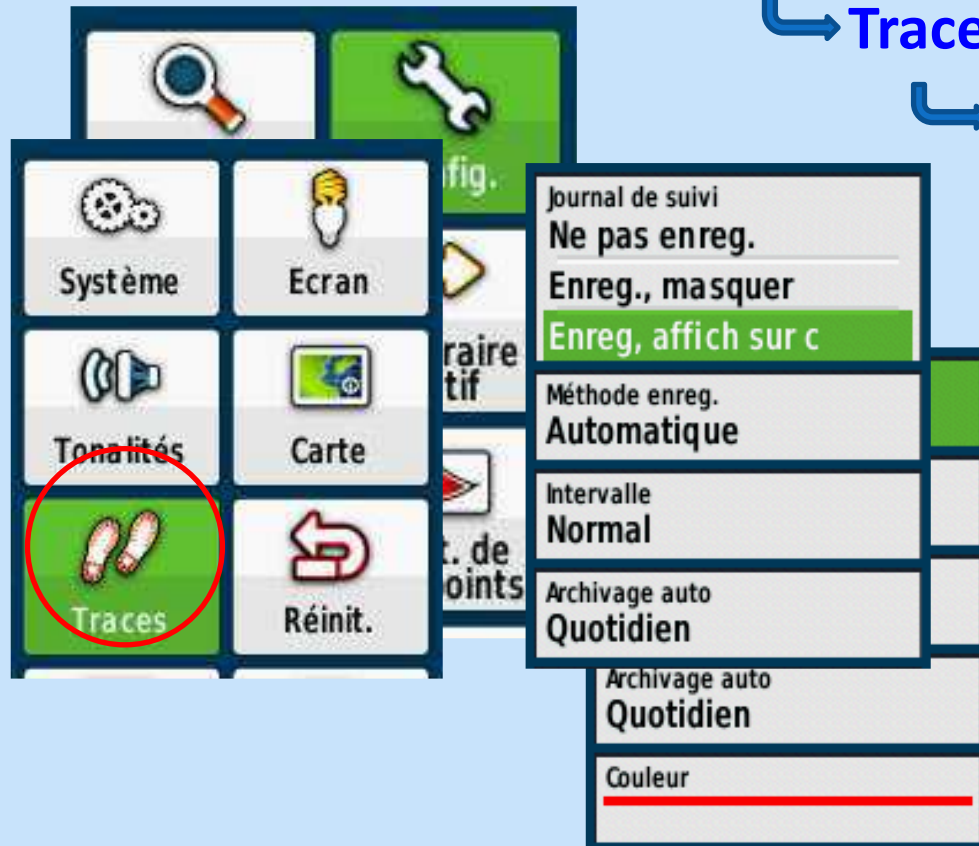 Trace
fig.
Système
Ecran
Tonalités
Carte
Traces
Réinit.
raire
tif
t. de
oints
Journal de suivi
Ne pas enreg.
Enreg., masquer
Enreg, affich sur c
Méthode enreg.
Automatique
Intervalle
Normal
Archivage auto
Quotidien
Archivage auto
Quotidien
Couleur